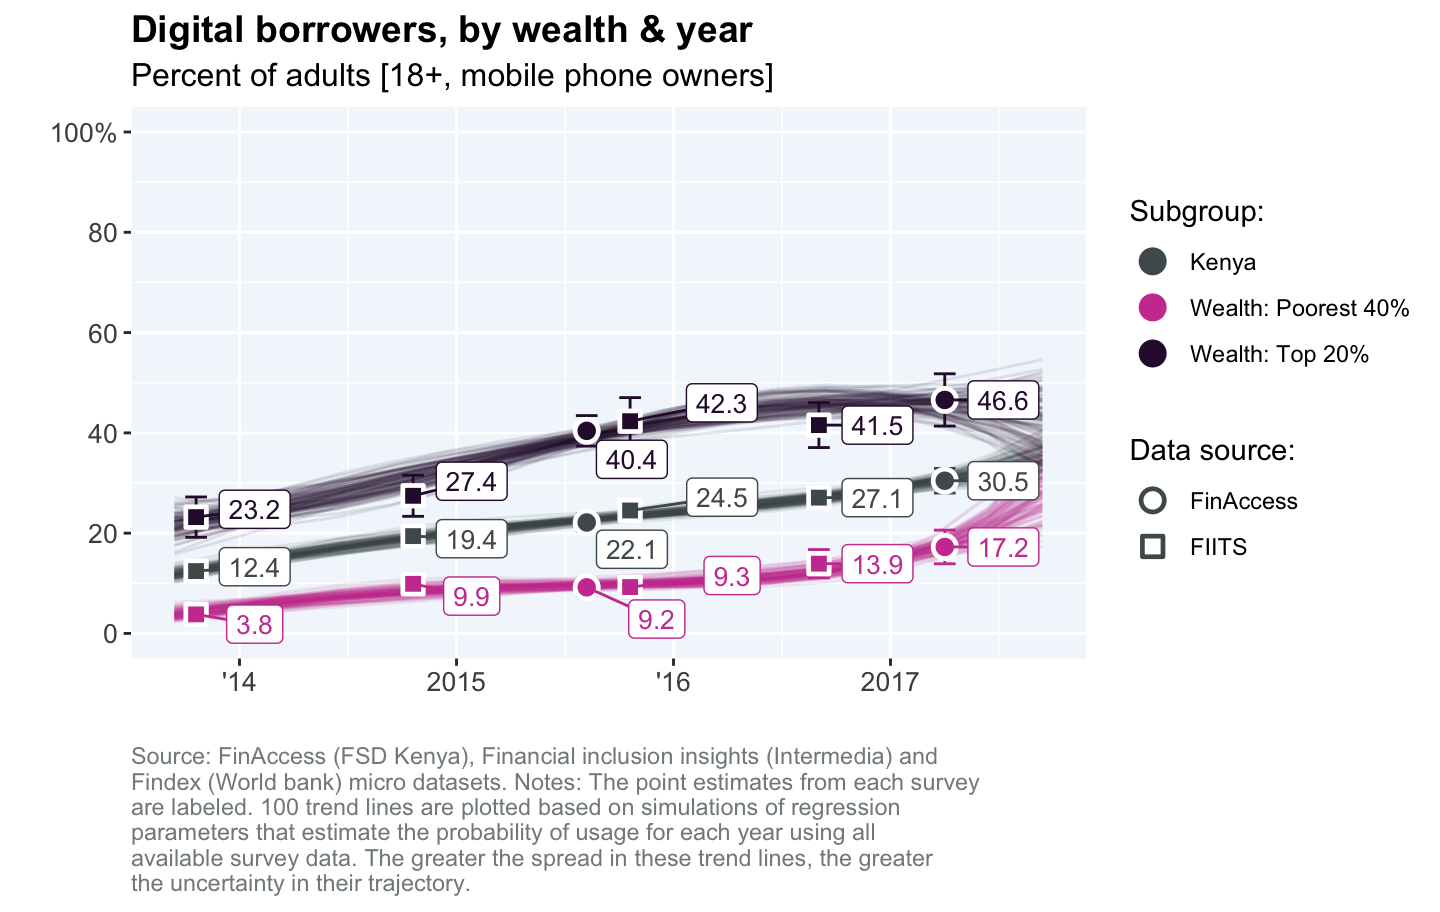 Digital borrowers, by wealth & year
Percent of adults [18+, mobile phone owners]
100%
80
60
40
20
0
23.2
27.4
40.4
42.3
41.5
46.6
12.4
19.4
22.1
24.5
27.1
30.5
3.8
9.9
9.2
9.3
13.9
17.2
'14
2015
'16
2017
Subgroup:
Kenya
Wealth: Poorest 40%
Wealth: Top 20%
Data source:
FinAccess
FIITS
Source: FinAccess (FSD Kenya), Financial inclusion insights (Intermedia) and
Findex (World bank) micro datasets. Notes: The point estimates from each survey
are labeled. 100 trend lines are plotted based on simulations of regression
parameters that estimate the probability of usage for each year using all
available survey data. The greater the spread in these trend lines, the greater
the uncertainty in their trajectory.